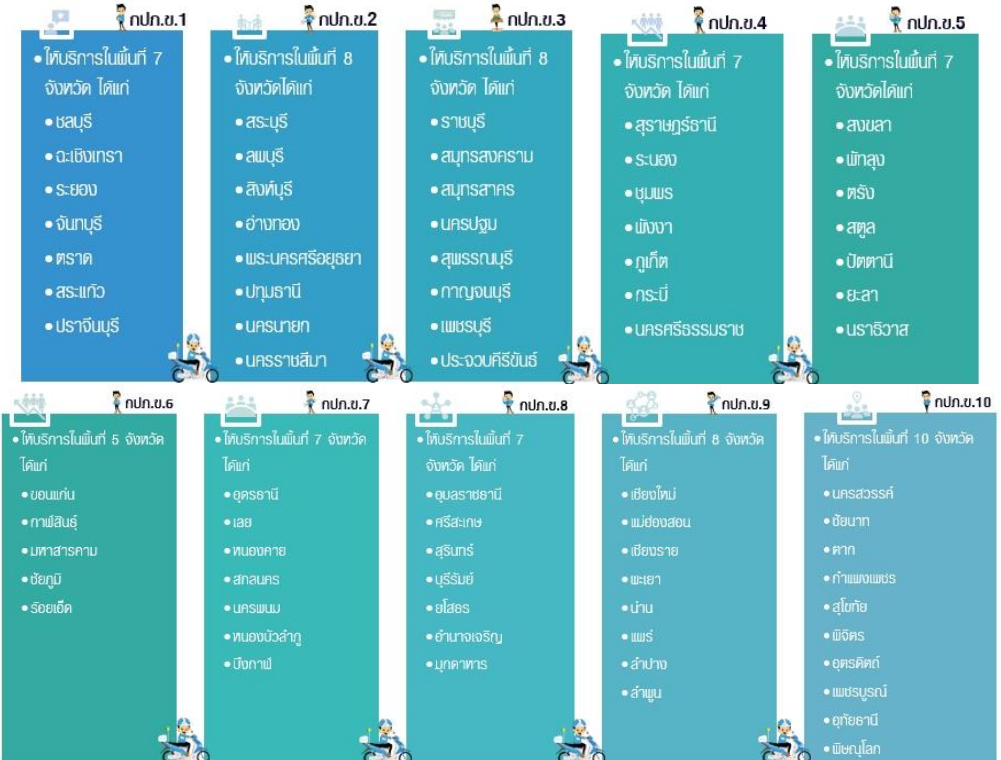 กปภ.ข.1
• ให้บริการในพื้นที่ 7
จังหวัด ได้แก่
• ชลบุรี
• ฉะเชิงเทรา
• ระยอง
• จันทบุรี
• ตราด
• สระแก้ว
• ปราจีนบุรี
กปภ.ข.2
• ให้บริการในพื้นที่ 8
จังหวัดได้แก่
• สระบุรี
• ลพบุรี
• สิงห์บุรี
• อ่างทอง
• พระนครศรีอยุธยา
• ปทุมธานี
• นครนายก
• นครราชสีมา
กปภ.ข.3
• ให้บริการในพื้นที่ 8
จังหวัด ได้แก่
• ราชบุรี
• สมุทรสงคราม
• สมุทรสาคร
• นครปฐม
• สุพรรณบุรี
• กาญจนบุรี
• เพชรบุรี
• ประจวบคีรีขันธ์
กปภ.ข.4
• ให้บริการในพื้นที่ 7
จังหวัด ได้แก่
• สุราษฎร์ธานี
• ระนอง
• ชุมพร
• พังงา
• ภูเก็ต
• กระบี่
• นครศรีธรรมราช
กปภ.ข.5
• ให้บริการในพื้นที่ 7
จังหวัดได้แก่
• สงขลา
• พัทลุง
• ตรัง
• สตูล
• ปัตตานี
• ยะลา
• นราธิวาส
กปภ.ข.6
• ให้บริการในพื้นที่ 5 จังหวัด
ได้แก่
• ขอนแก่น
• กาฬสินธุ์
• มหาสารคาม
• ชัยภูมิ
• ร้อยเอ็ด
กปภ.ข.7
• ให้บริการในพื้นที่ 7 จังหวัด
ได้แก่
• อุดรธานี
• เลย
• หนองคาย
• สกลนคร
• นครพนม
• หนองบัวลำภู
• บึงกาฬ
กปภ.ข.8
• ให้บริการในพื้นที่ 7
จังหวัด ได้แก่
• อุบลราชธานี
• ศรีสะเกษ
• สุรินทร์
• บุรีรัมย์
• ยโสธร
• อำนาจเจริญ
• มุกดาหาร
กปภ.ข.9
• ให้บริการในพื้นที่ 8 จังหวัด
ได้แก่
• เชียงใหม่
• แม่ฮ่องสอน
• เชียงราย
• พะเยา
• น่าน
• แพร่
• ลำปาง
• ลำพูน
กปภ.ข.10
• ให้บริการในพื้นที่ 10 จังหวัด
ได้แก่
• นครสวรรค์
• ชัยนาท
• ตาก
• กำแพงเพชร
• สุโขทัย
• พิจิตร
• อุตรดิตถ์
• เพชรบูรณ์
• อุทัยธานี
• พิษณุโลก